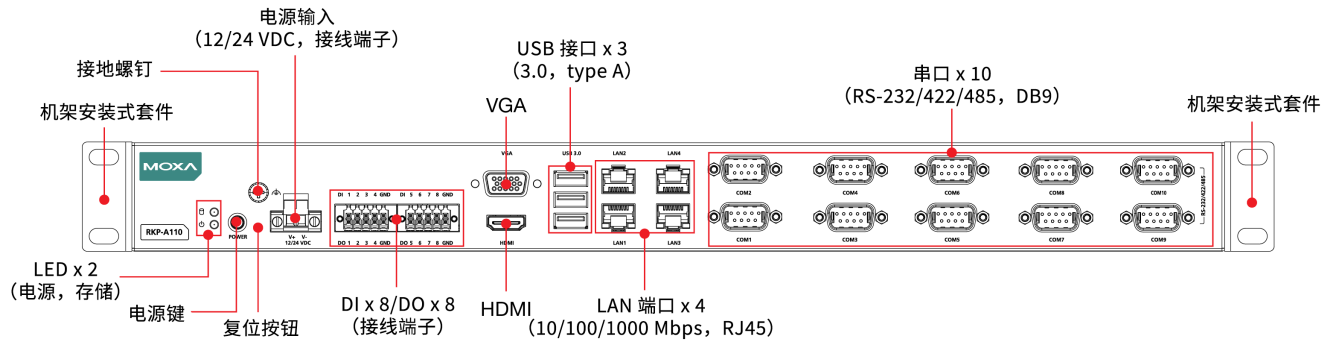 电源输入
（12/24 VDC，接线端子）
接地螺钉
机架安装式套件
USB 接口 x 3
（3.0，type A）
VGA
串口 x 10
（RS-232/422/485，DB9）
机架安装式套件
MOXA
VGA
USB 3.0
LAN2
LAN4
COM2
COM4
COM6
COM8
COM10
RS-232/422/485
DI 1 2 3 4 GND DI 5 6 7 8 GND
RKP-A110
POWER
V+ V-
12/24 VDC
DO 1 2 3 4 GND DO 5 6 7 8 GND
HDMI
LAN1
LAN3
COM1
COM3
COM5
COM7
COM9
LED x 2
（电源，存储）
电源键
复位按钮
DI x 8/DO x 8
（接线端子）
HDMI
LAN 端口 x 4
（10/100/1000 Mbps，RJ45）